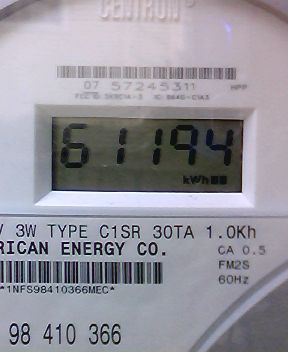 CENTRON®
07 57245311 HPP
61194
kWh
V 3W TYPE C1SR 30TA 1.0Kh
RICAN ENERGY CO. CA 0.5
FM2S
*1NFS98410366MEC* 60Hz
98 410 366